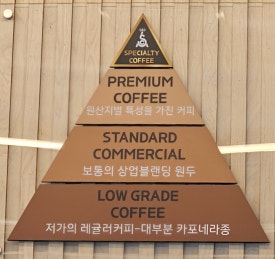 SPECIALTY
COFFEE
PREMIUM
COFFEE
원산지별 특성을 가진 커피
STANDARD
COMMERCIAL
보통의 상업블랜딩 원두
LOW GRADE
COFFEE
저가의 레귤러커피-대부분 카포네라종